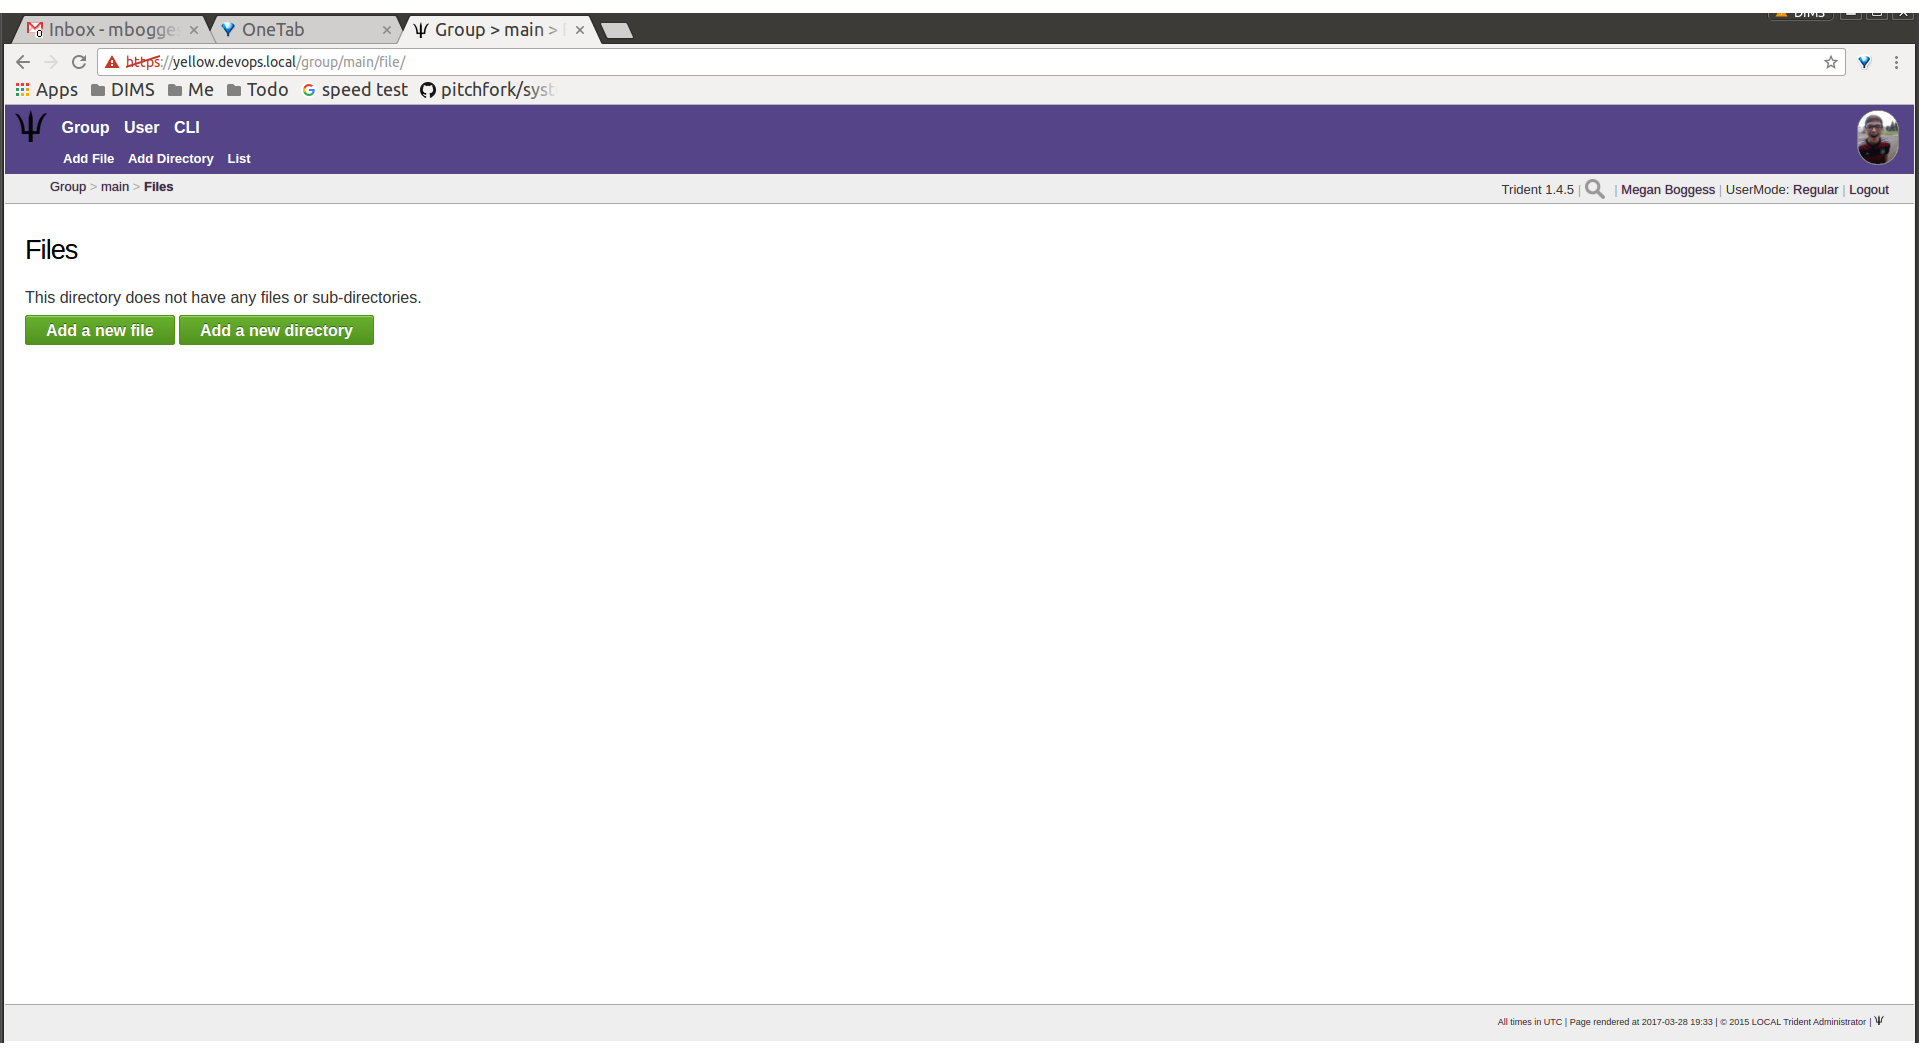 DIMS
Inbox - mbogge
OneTab
Group > main >
https://yellow.devops.local/group/main/file/
Apps DIMS Me Todo speed test pitchfork/syst
Group User CLI
Add File Add Directory List
Group > main > Files
Trident 1.4.5 | | Megan Boggess | UserMode: Regular | Logout
Files
This directory does not have any files or sub-directories.
Add a new file Add a new directory
All times in UTC | Page rendered at 2017-03-28 19:33 | © 2015 LOCAL Trident Administrator |